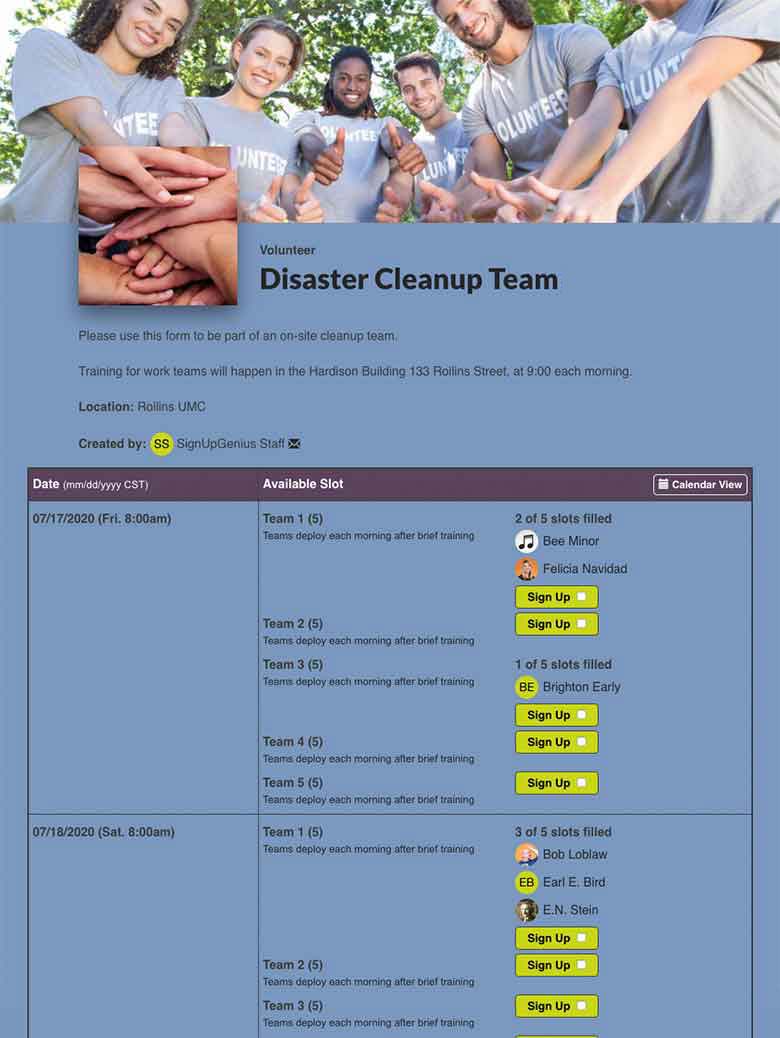 NTEE
UNTEE
VOLUNTEER
VOLUN
OLUNTEER
VOLUNTE
Volunteer
Disaster Cleanup Team
Please use this form to be part of an on-site cleanup team.
Training for work teams will happen in the Hardison Building 133 Rollins Street, at 9:00 each morning.
Location: Rollins UMC
Created by: SS SignUpGenius Staff
Date (mm/dd/yyyy CST) Available Slot Calendar View
07/17/2020 (Fri. 8:00am) Team 1 (5) 2 of 5 slots filled
Teams deploy each morning after brief training
Bee Minor
Felicia Navidad
Sign Up
Team 2 (5) Sign Up
Teams deploy each morning after brief training
Team 3 (5) 1 of 5 slots filled
Teams deploy each morning after brief training
BE Brighton Early
Sign Up
Team 4 (5) Sign Up
Teams deploy each morning after brief training
Team 5 (5) Sign Up
Teams deploy each morning after brief training
07/18/2020 (Sat. 8:00am) Team 1 (5) 3 of 5 slots filled
Teams deploy each morning after brief training
Bob Loblaw
EB Earl E. Bird
E.N. Stein
Sign Up
Team 2 (5) Sign Up
Teams deploy each morning after brief training
Team 3 (5) Sign Up
Teams deploy each morning after brief training